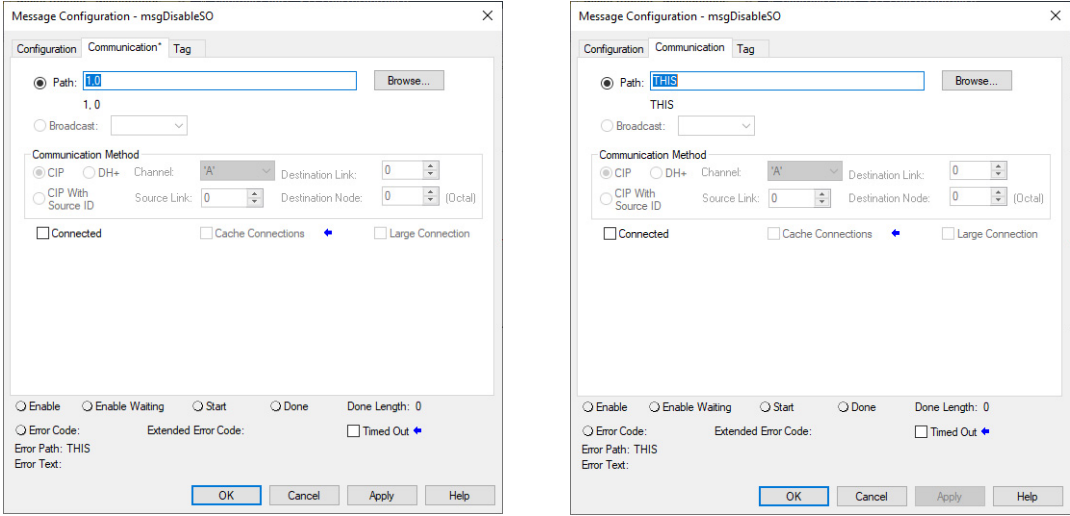 Message Configuration - msgDisableSO
Configuration Communication* Tag
Path: 1,0 Browse...
1, 0
Broadcast:
Communication Method
CIP DH+ Channel: 'A' Destination Link: 0
CIP With Source ID Source Link: 0 Destination Node: 0 (Octal)
Connected Cache Connections Large Connection
Enable Enable Waiting Start Done Done Length: 0
Error Code: Extended Error Code: Timed Out
Error Path: THIS
Error Text:
OK Cancel Apply Help
Message Configuration - msgDisableSO
Configuration Communication Tag
Path: THIS Browse...
THIS
Broadcast:
Communication Method
CIP DH+ Channel: 'A' Destination Link: 0
CIP With Source ID Source Link: 0 Destination Node: 0 (Octal)
Connected Cache Connections Large Connection
Enable Enable Waiting Start Done Done Length: 0
Error Code: Extended Error Code: Timed Out
Error Path: THIS
Error Text:
OK Cancel Apply Help